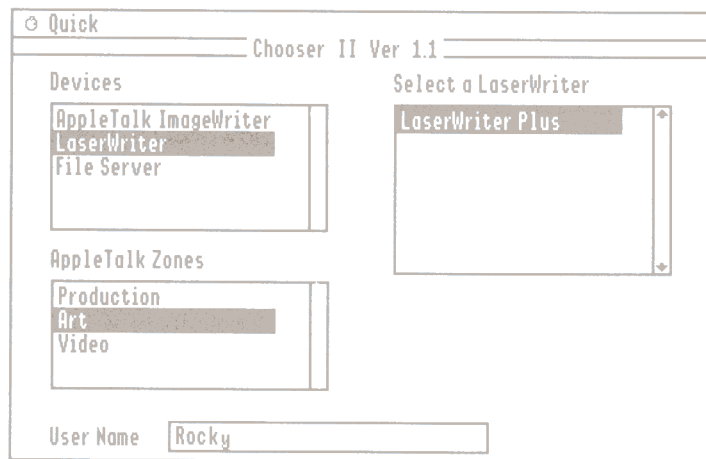 Quick
Chooser II Ver 1.1
Devices
AppleTalk ImageWriter
LaserWriter
File Server
Select a LaserWriter
LaserWriter Plus
AppleTalk Zones
Production
Art
Video
User Name Rocky